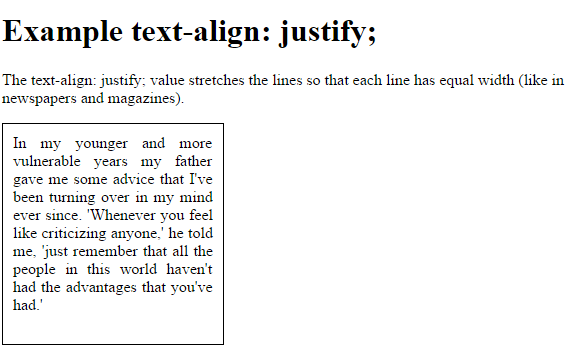 Example text-align: justify;
The text-align: justify; value stretches the lines so that each line has equal width (like in
newspapers and magazines).
In my younger and more
vulnerable years my father
gave me some advice that I've
been turning over in my mind
ever since. 'Whenever you feel
like criticizing anyone,' he told
me, 'just remember that all the
people in this world haven't
had the advantages that you've
had.'